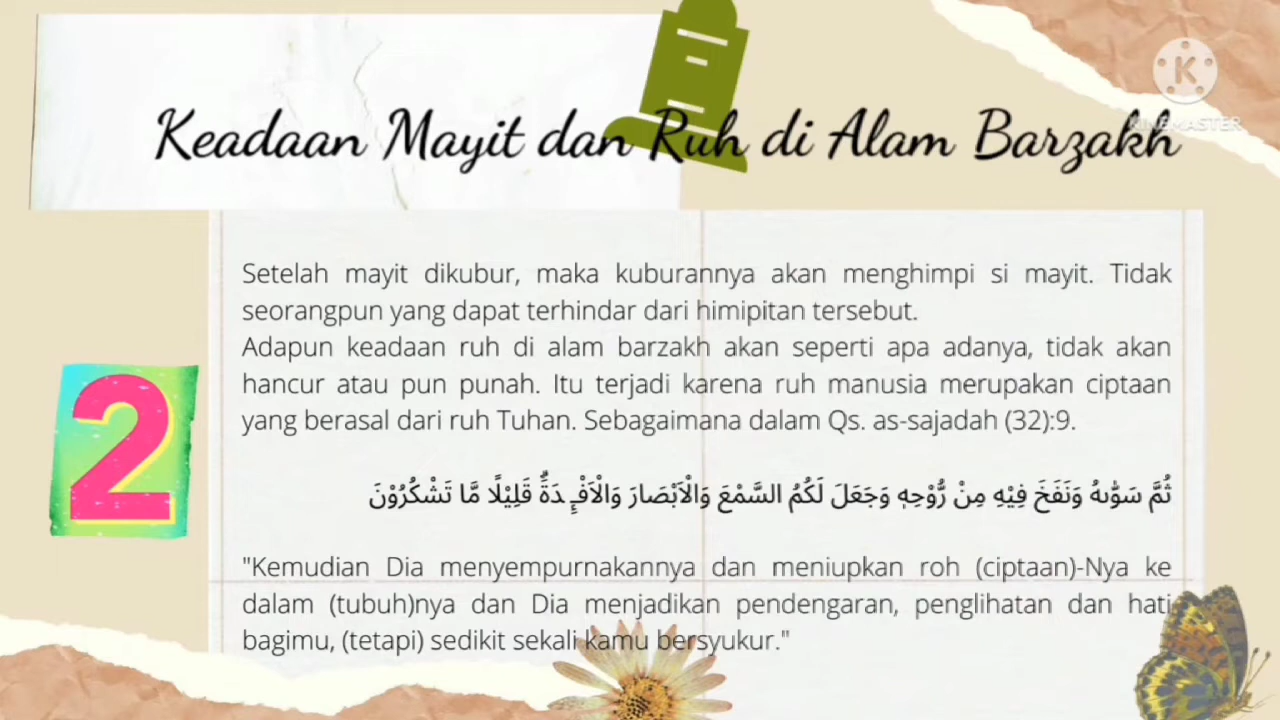 Keadaan Mayit dan Ruh di Alam Barzakh
K
KINEMASTER
Setelah mayit dikubur, maka kuburannya akan menghimpi si mayit. Tidak
seorangpun yang dapat terhindar dari himipitan tersebut.
Adapun keadaan ruh di alam barzakh akan seperti apa adanya, tidak akan
hancur atau pun punah. Itu terjadi karena ruh manusia merupakan ciptaan
yang berasal dari ruh Tuhan. Sebagaimana dalam Qs. as-sajadah (32):9.
2
ثُمَّ سَوّٰىهُ وَنَفَخَ فِيْهِ مِنْ رُّوْحِهٖ وَجَعَلَ لَكُمُ السَّمْعَ وَالْاَبْصَارَ وَالْاَفْـِٕدَةَۗ قَلِيْلًا مَّا تَشْكُرُوْنَ
"Kemudian Dia menyempurnakannya dan meniupkan roh (ciptaan)-Nya ke
dalam (tubuh)nya dan Dia menjadikan pendengaran, penglihatan dan hati
bagimu, (tetapi) sedikit sekali kamu bersyukur."